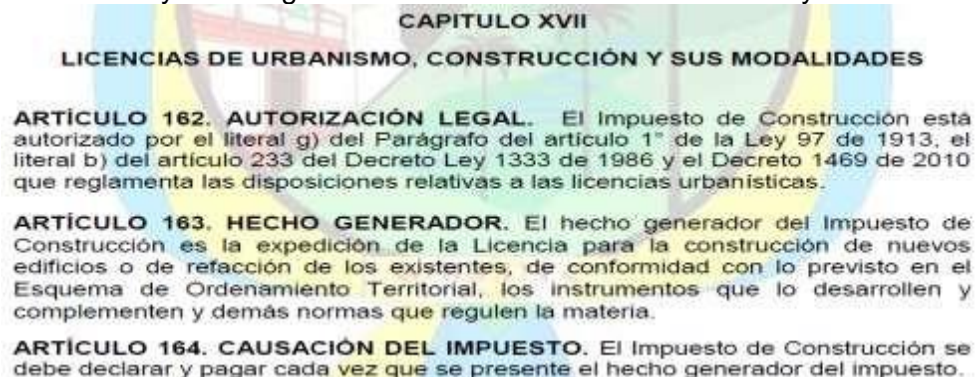 CAPITULO XVII
LICENCIAS DE URBANISMO, CONSTRUCCIÓN Y SUS MODALIDADES
ARTÍCULO 162. AUTORIZACIÓN LEGAL. El Impuesto de Construcción está
autorizado por el literal g) del Parágrafo del artículo 1° de la Ley 97 de 1913, el
literal b) del artículo 233 del Decreto Ley 1333 de 1986 y el Decreto 1469 de 2010
que reglamenta las disposiciones relativas a las licencias urbanísticas.
ARTÍCULO 163. HECHO GENERADOR. El hecho generador del Impuesto de
Construcción es la expedición de la Licencia para la construcción de nuevos
edificios o de refacción de los existentes, de conformidad con lo previsto en el
Esquema de Ordenamiento Territorial, los instrumentos que lo desarrollen y
complementen y demás normas que regulen la materia.
ARTÍCULO 164. CAUSACIÓN DEL IMPUESTO. El Impuesto de Construcción se
debe declarar y pagar cada vez que se presente el hecho generador del impuesto.